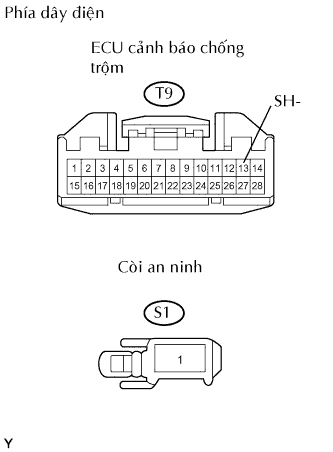 Phía dây điện
ECU cảnh báo chống
trộm
T9
SH-
1 2 3 4 5 6 7 8 9 10 11 12 13 14
15 16 17 18 19 20 21 22 23 24 25 26 27 28
Còi an ninh
S1
1
Y